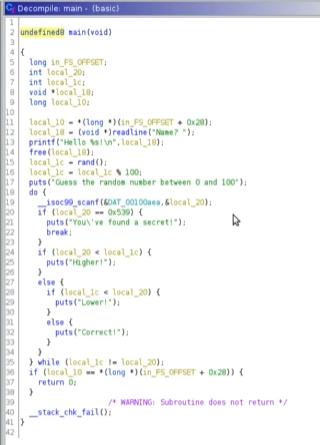 Decompile: main - (basic)
1
2 undefined8 main(void)
3
4 {
5 long in_FS_OFFSET;
6 int local_20;
7 int local_1c;
8 void *local_18;
9 long local_10;
10
11 local_10 = *(long *)(in_FS_OFFSET + 0x28);
12 local_18 = (void *)readline("Name? ");
13 printf("Hello %s!\n",local_18);
14 free(local_18);
15 local_1c = rand();
16 local_1c = local_1c % 100;
17 puts("Guess the random number between 0 and 100");
18 do {
19 __isoc99_scanf(&DAT_00100aea,&local_20);
20 if (local_20 == 0x539) {
21 puts("You\'ve found a secret!");
22 break;
23 }
24 if (local_20 < local_1c) {
25 puts("Higher!");
26 }
27 else {
28 if (local_1c < local_20) {
29 puts("Lower!");
30 }
31 else {
32 puts("Correct!");
33 }
34 }
35 } while (local_1c != local_20);
36 if (local_10 == *(long *)(in_FS_OFFSET + 0x28)) {
37 return 0;
38 }
39 /* WARNING: Subroutine does not return */
40 __stack_chk_fail();
41 }
42